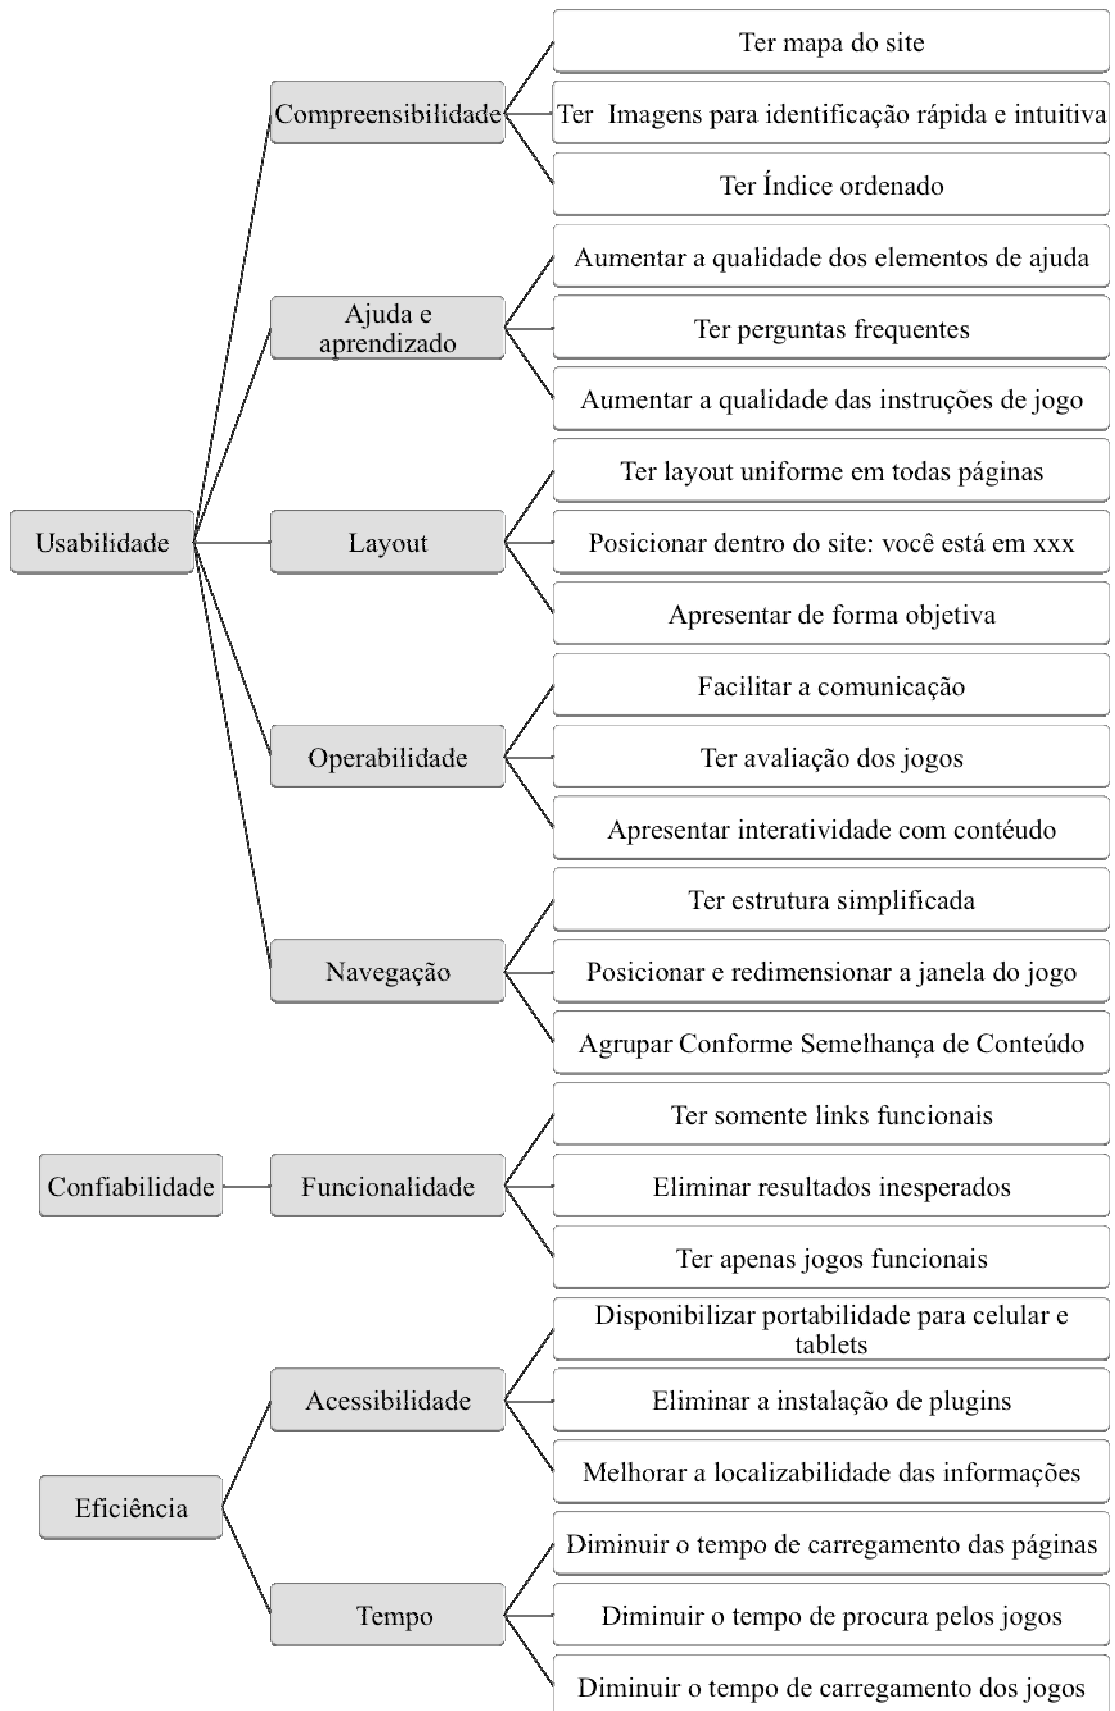 Ter mapa do site
Compreensibilidade
Ter Imagens para identificação rápida e intuitiva
Ter Índice ordenado
Aumentar a qualidade dos elementos de ajuda
Ajuda e
aprendizado
Ter perguntas frequentes
Aumentar a qualidade das instruções de jogo
Ter layout uniforme em todas páginas
Usabilidade
Layout
Posicionar dentro do site: você está em xxx
Apresentar de forma objetiva
Facilitar a comunicação
Operabilidade
Ter avaliação dos jogos
Apresentar interatividade com contéudo
Ter estrutura simplificada
Navegação
Posicionar e redimensionar a janela do jogo
Agrupar Conforme Semelhança de Conteúdo
Ter somente links funcionais
Confiabilidade
Funcionalidade
Eliminar resultados inesperados
Ter apenas jogos funcionais
Disponibilizar portabilidade para celular e
tablets
Acessibilidade
Eliminar a instalação de plugins
Melhorar a localizabilidade das informações
Eficiência
Diminuir o tempo de carregamento das páginas
Tempo
Diminuir o tempo de procura pelos jogos
Diminuir o tempo de carregamento dos jogos